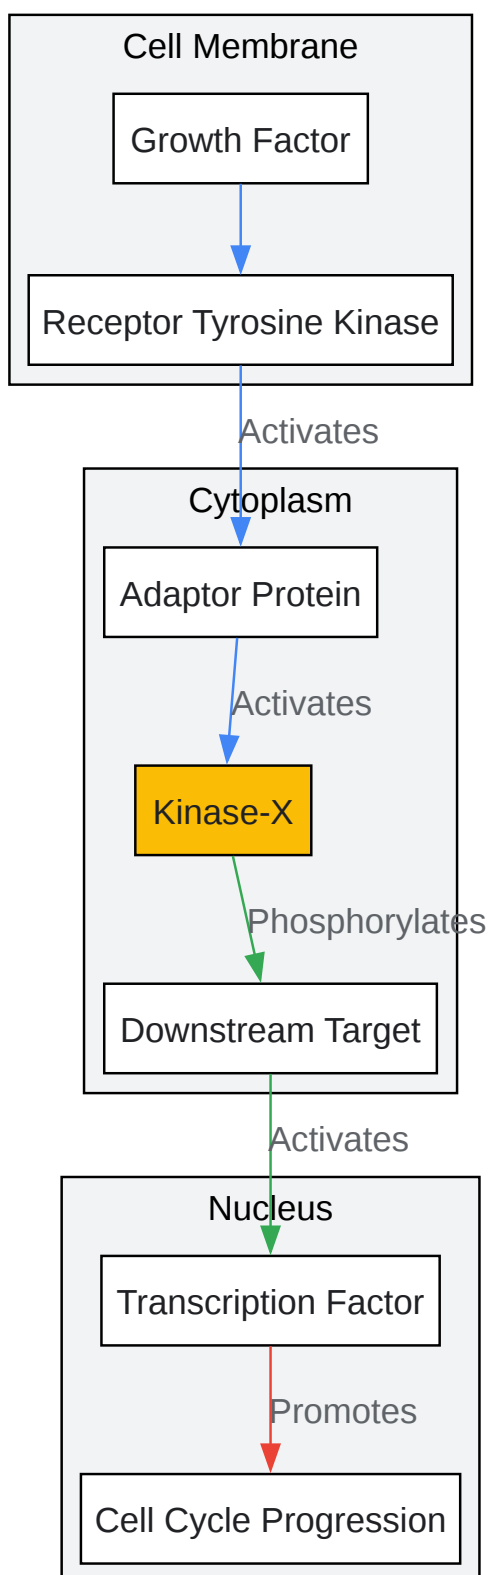 Cell Membrane
Growth Factor
Receptor Tyrosine Kinase
Activates
Cytoplasm
Adaptor Protein
Activates
Kinase-X
Phosphorylates
Downstream Target
Activates
Nucleus
Transcription Factor
Promotes
Cell Cycle Progression